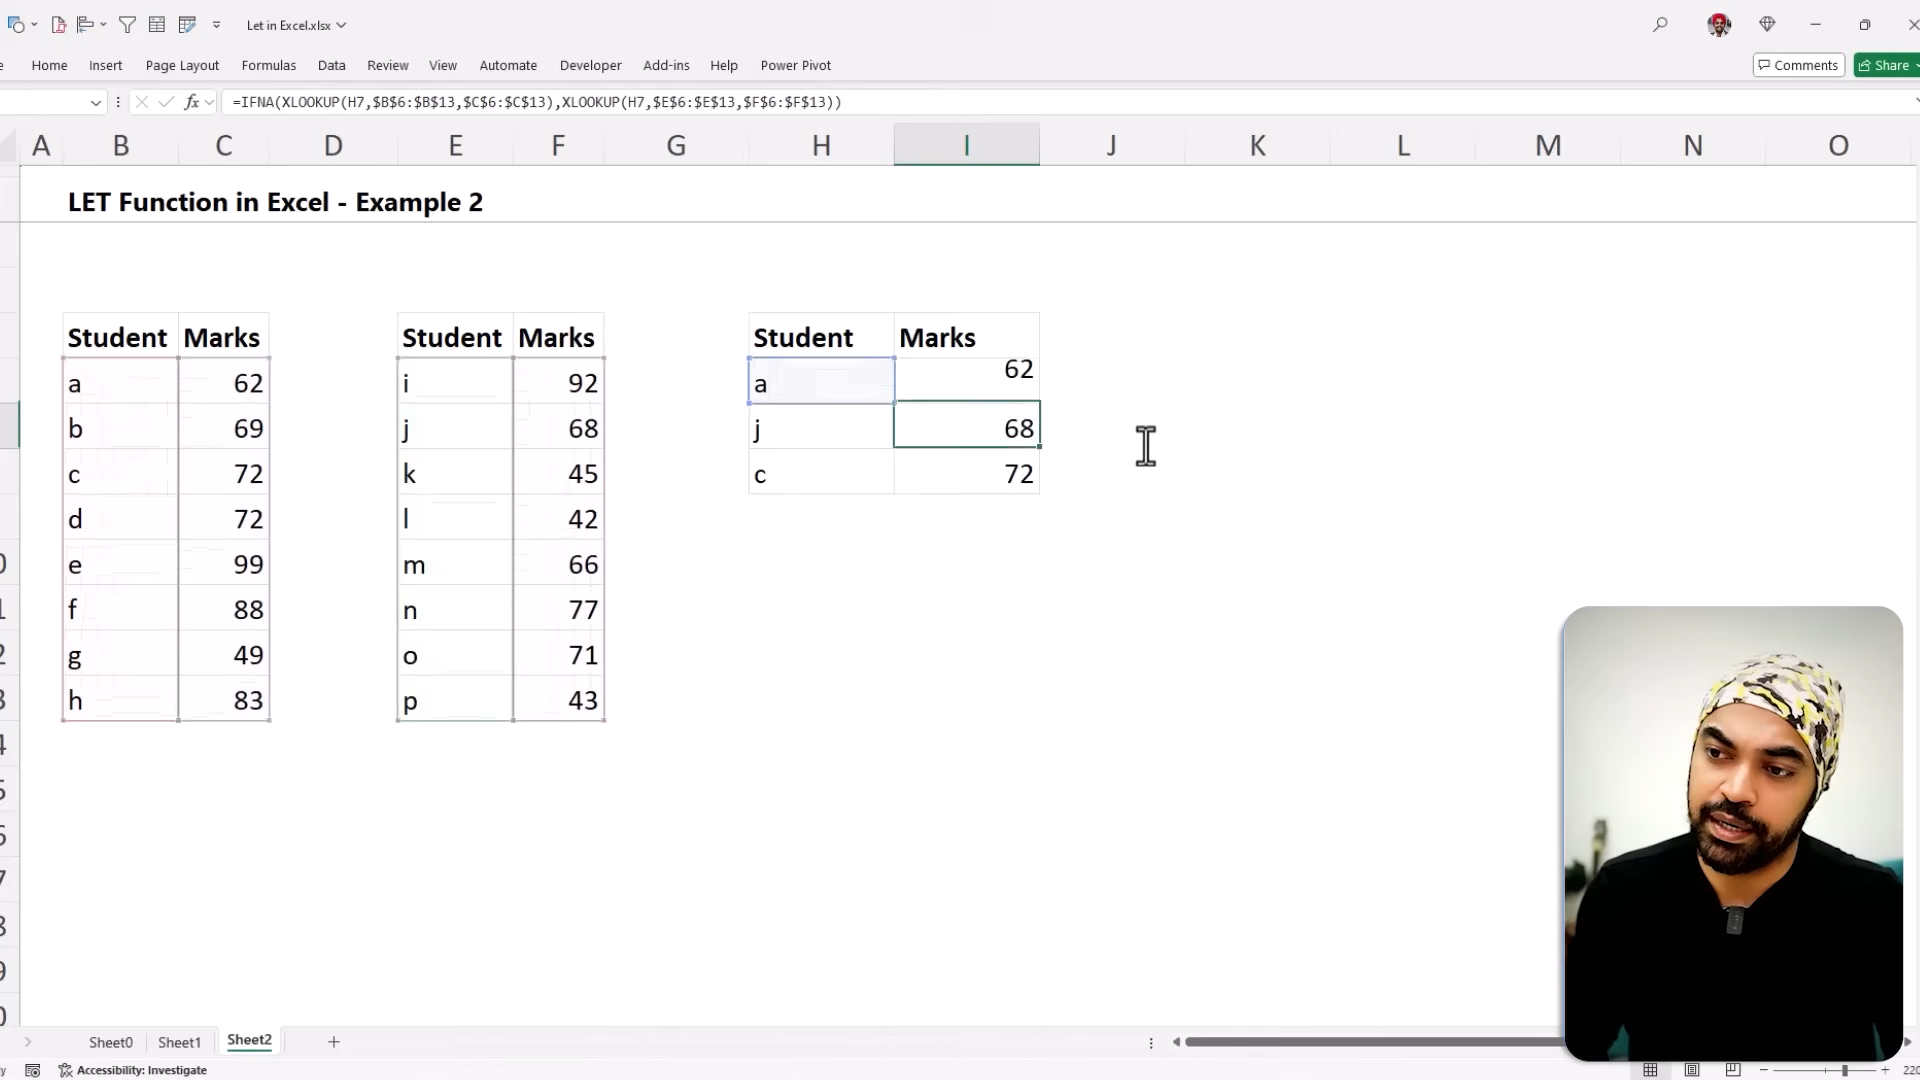 Let in Excel.xlsx
Home Insert Page Layout Formulas Data Review View Automate Developer Add-ins Help Power Pivot Comments Share
fx =IFNA(XLOOKUP(H7,$B$6:$B$13,$C$6:$C$13),XLOOKUP(H7,$E$6:$E$13,$F$6:$F$13))
A B C D E F G H I J K L M N O
LET Function in Excel - Example 2
Student Marks Student Marks Student Marks
a 62 i 92 a 62
b 69 j 68 j 68
c 72 k 45 c 72
d 72 l 42
e 99 m 66
f 88 n 77
g 49 o 71
h 83 p 43
Sheet0 Sheet1 Sheet2
Accessibility: Investigate